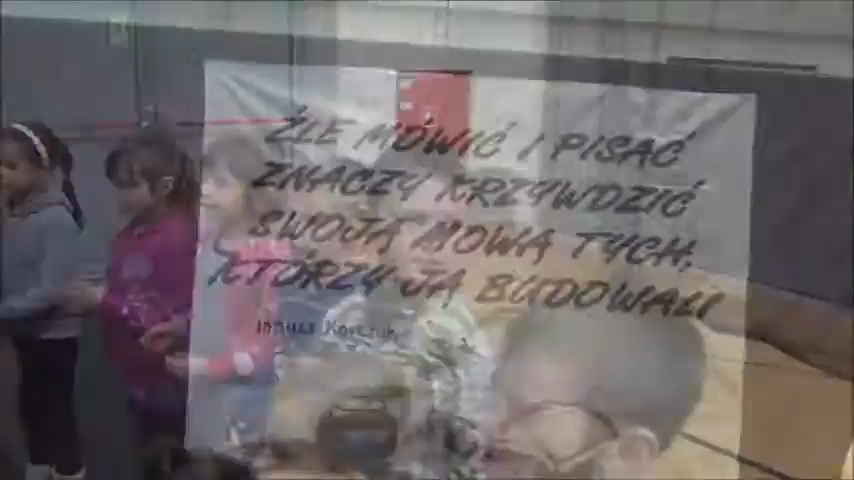 ŹLE MÓWIĆ I PISAĆ
ZNACZY KRZYWDZIĆ
SWOJĄ MOWĄ TYCH,
KTÓRZY JĄ BUDOWALI
JANUSZ KORCZAK